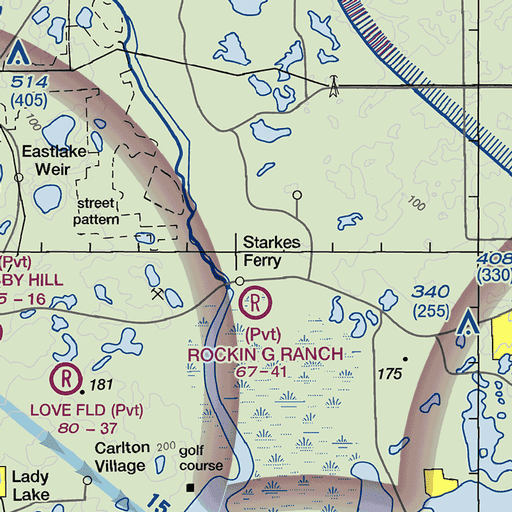 514
(405)
100
Eastlake
Weir
street
pattern
100
Starkes
Ferry
(Pvt)
BY HILL
5 - 16
408
(330)
340
(255)
R
(Pvt)
ROCKIN G RANCH
67 - 41
R
181
LOVE FLD (Pvt)
80 - 37
175
Carlton
Village
200
golf
course
Lady
Lake
15